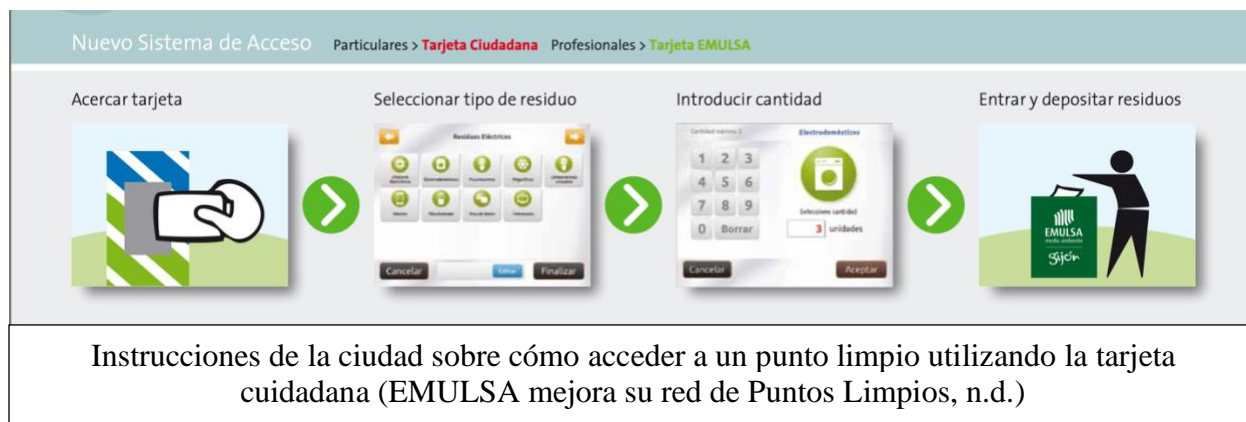 Nuevo Sistema de Acceso Particulares > Tarjeta Ciudadana Profesionales > Tarjeta EMULSA
Acercar tarjeta
Seleccionar tipo de residuo
Introducir cantidad
Entrar y depositar residuos
Residuos Eléctricos
Cancelar
Finalizar
Electrodomésticos
1 2 3
4 5 6
7 8 9
0 Borrar
Seleccione cantidad
3 unidades
Cancelar
Aceptar
EMULSA
medio ambiente
Gijón
Instrucciones de la ciudad sobre cómo acceder a un punto limpio utilizando la tarjeta
cuidadana (EMULSA mejora su red de Puntos Limpios, n.d.)